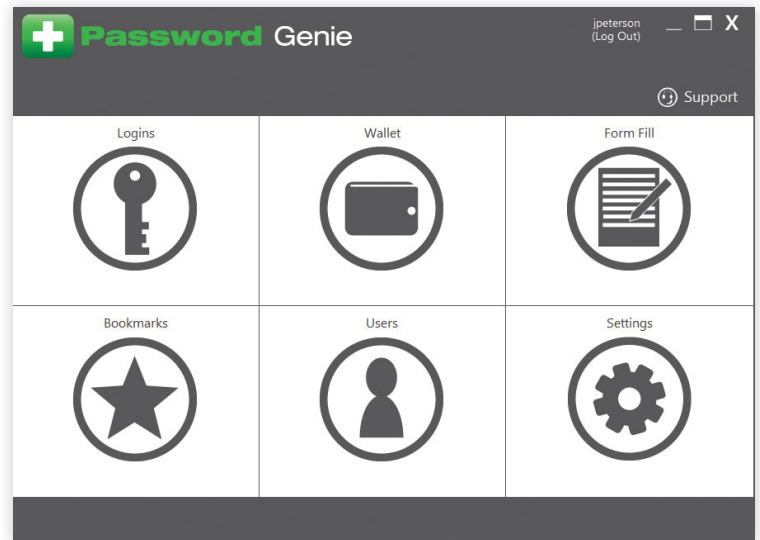 Password Genie
jpeterson
(Log Out)
X
Support
Logins
Wallet
Form Fill
Bookmarks
Users
Settings